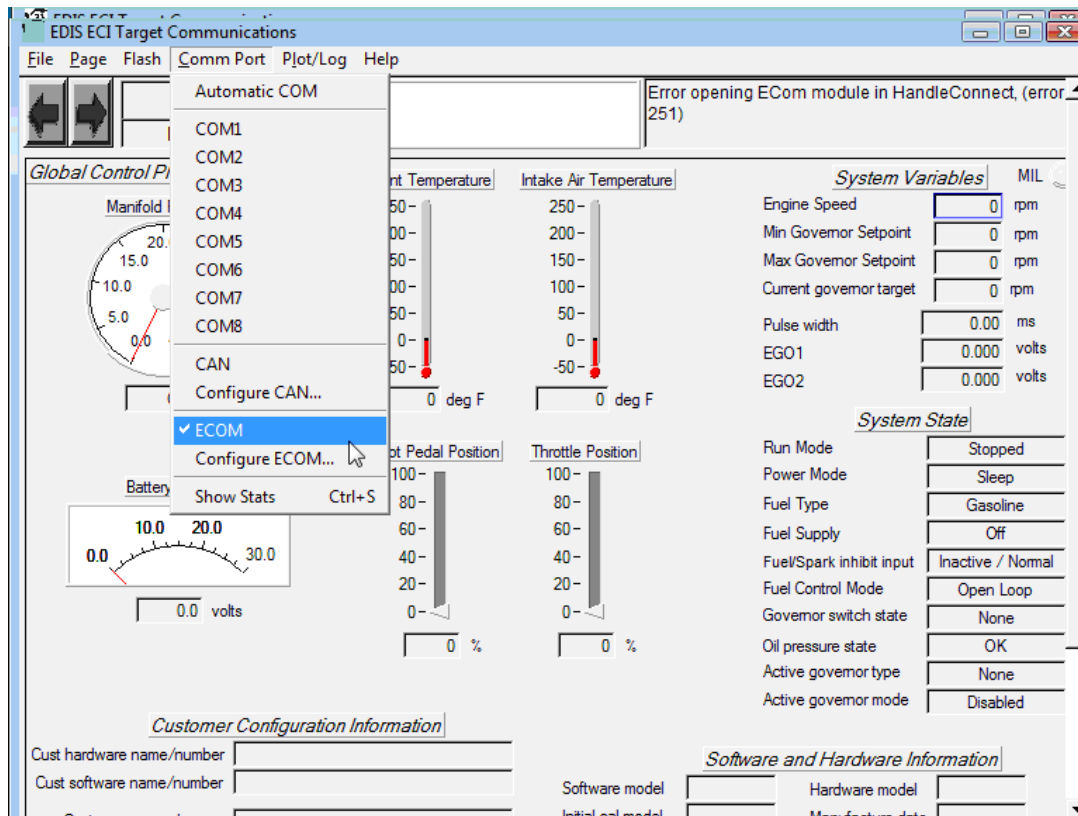 EDIS ECI Target Communications
File Page Flash Comm Port Plot/Log Help
Automatic COM
COM1
COM2
COM3
COM4
COM5
COM6
COM7
COM8
CAN
Configure CAN...
ECOM
Configure ECOM...
Show Stats Ctrl+S
Error opening ECom module in HandleConnect, (error
251)
Global Control
Manifold
20.
15.0
10.0
5.0
0.0
Battery
10.0 20.0
0.0 30.0
0.0 volts
Temperature
0 deg F
Pedal Position
100
80
60
40
20
0
0 %
Intake Air Temperature
250
200
150
100
50
0
-50
0 deg F
Throttle Position
100
80
60
40
20
0
0 %
System Variables MIL
Engine Speed 0 rpm
Min Governor Setpoint 0 rpm
Max Governor Setpoint 0 rpm
Current governor target 0 rpm
Pulse width 0.00 ms
EGO1 0.000 volts
EGO2 0.000 volts
System State
Run Mode Stopped
Power Mode Sleep
Fuel Type Gasoline
Fuel Supply Off
Fuel/Spark inhibit input Inactive / Normal
Fuel Control Mode Open Loop
Governor switch state None
Oil pressure state OK
Active governor type None
Active governor mode Disabled
Customer Configuration Information
Cust hardware name/number
Cust software name/number
Software and Hardware Information
Software model
Hardware model